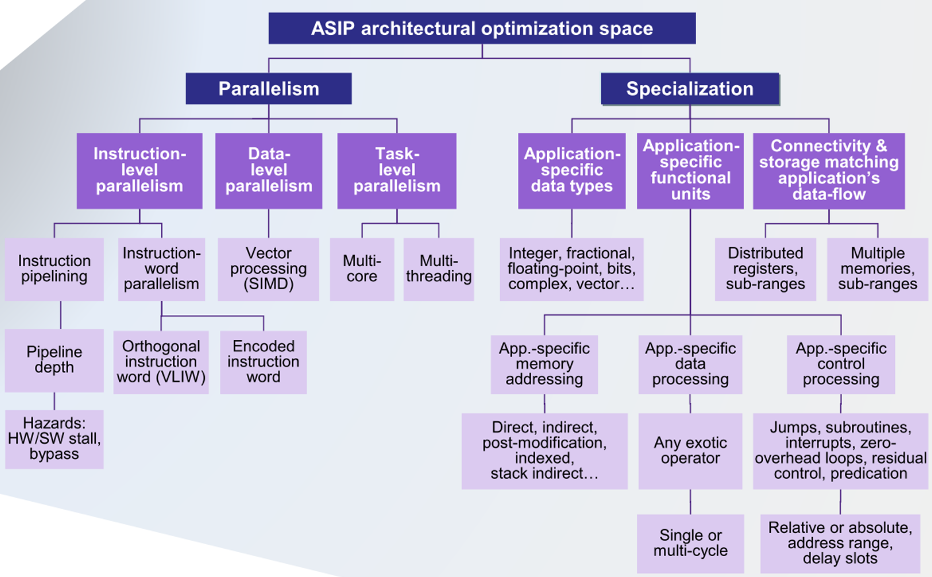 ASIP architectural optimization space
Parallelism
Specialization
Instruction-
level
parallelism
Data-
level
parallelism
Task-
level
parallelism
Application-
specific
data types
Application-
specific
functional
units
Connectivity &
storage matching
application's
data-flow
Instruction
pipelining
Instruction-
word
parallelism
Vector
processing
(SIMD)
Multi-
core
Multi-
threading
Integer, fractional,
floating-point, bits,
complex, vector…
Distributed
registers,
sub-ranges
Multiple
memories,
sub-ranges
Pipeline
depth
Orthogonal
instruction
word (VLIW)
Encoded
instruction
word
App.-specific
memory
addressing
App.-specific
data
processing
App.-specific
control
processing
Hazards:
HW/SW stall,
bypass
Direct, indirect,
post-modification,
indexed,
stack indirect…
Any exotic
operator
Jumps, subroutines,
interrupts, zero-
overhead loops, residual
control, predication
Single or
multi-cycle
Relative or absolute,
address range,
delay slots